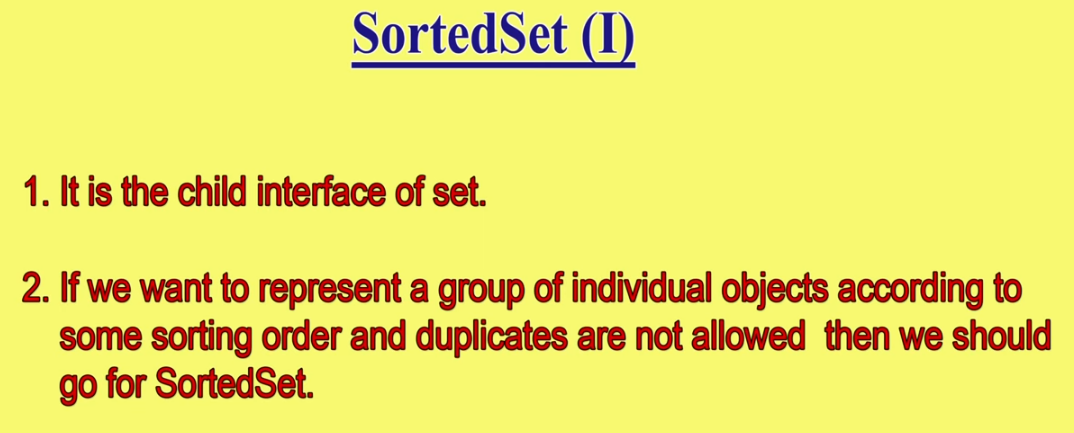 SortedSet (I)
1. It is the child interface of set.
2. If we want to represent a group of individual objects according to
some sorting order and duplicates are not allowed then we should
go for SortedSet.